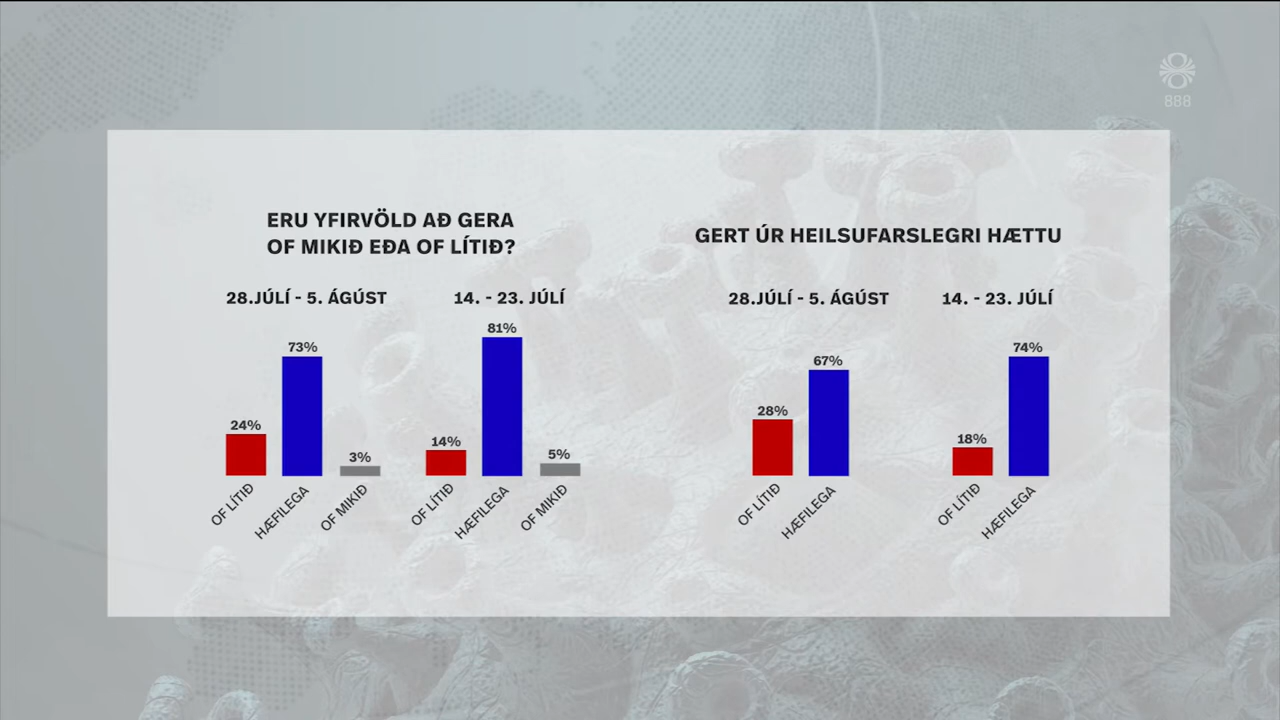 888
ERU YFIRVÖLD AÐ GERA
OF MIKIÐ EÐA OF LÍTIÐ?
28.JÚLÍ - 5. ÁGÚST
24%
73%
3%
OF LÍTIÐ
HÆFILEGA
OF MIKIÐ
14. - 23. JÚLÍ
14%
81%
5%
OF LÍTIÐ
HÆFILEGA
OF MIKIÐ
GERT ÚR HEILSUFARSLEGRI HÆTTU
28.JÚLÍ - 5. ÁGÚST
28%
67%
OF LÍTIÐ
HÆFILEGA
14. - 23. JÚLÍ
18%
74%
OF LÍTIÐ
HÆFILEGA